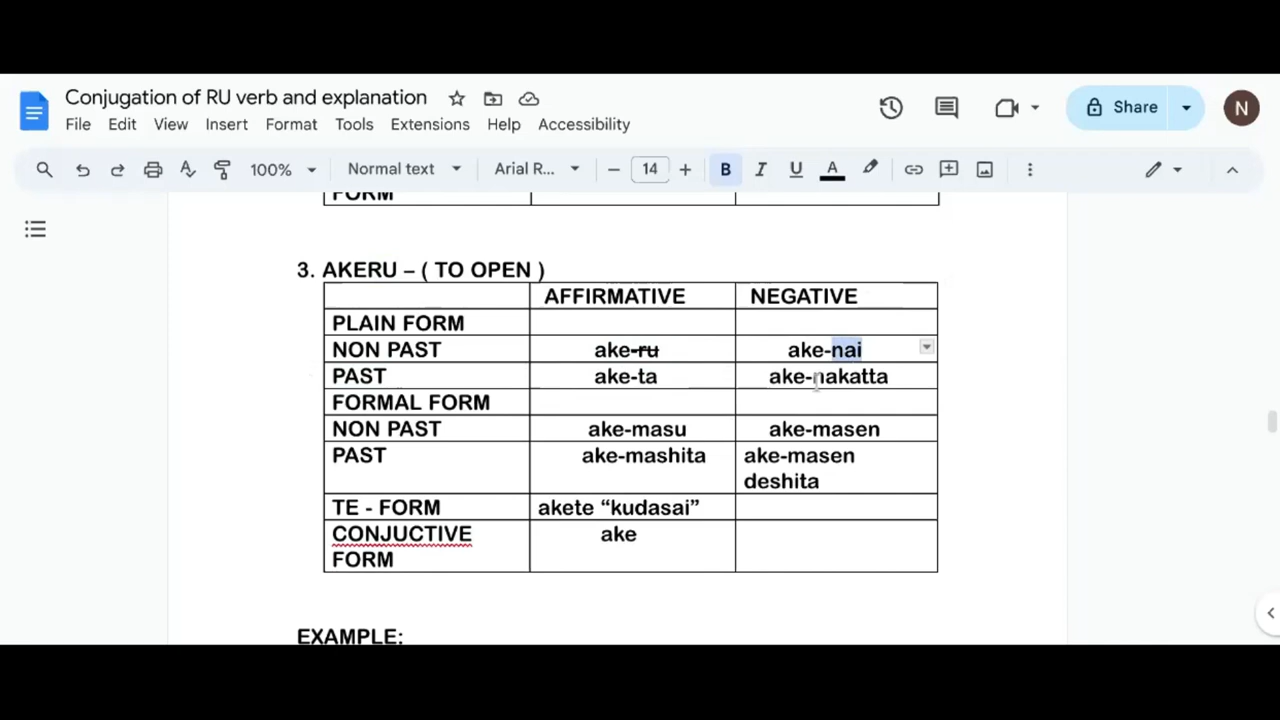 Conjugation of RU verb and explanation
Share
N
File Edit View Insert Format Tools Extensions Help Accessibility
100% Normal text Arial R... 14 B I U A
FORM
3. AKERU – ( TO OPEN )
AFFIRMATIVE NEGATIVE
PLAIN FORM
NON PAST ake-ru ake-nai
PAST ake-ta ake-nakatta
FORMAL FORM
NON PAST ake-masu ake-masen
PAST ake-mashita ake-masen
deshita
TE - FORM akete “kudasai”
CONJUCTIVE ake
FORM
EXAMPLE: